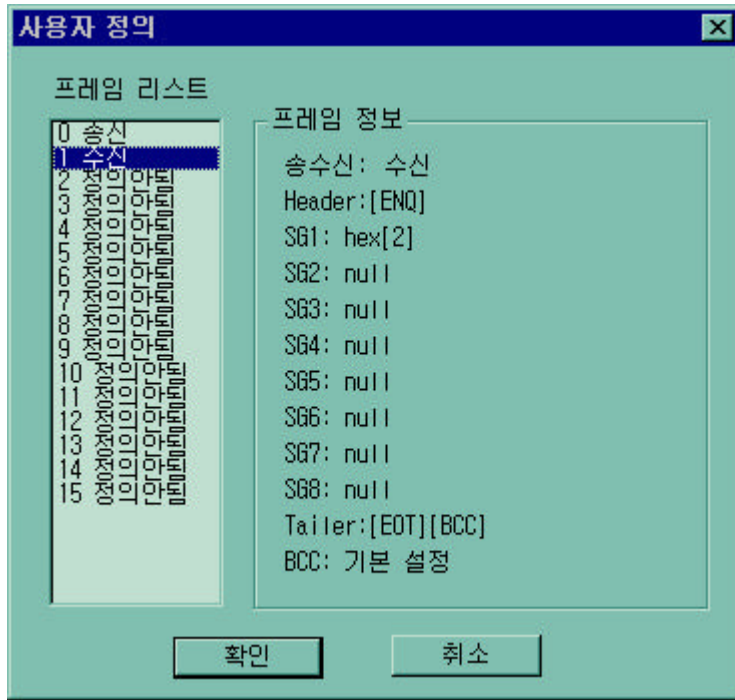 사용자 정의
프레임 리스트
0 송신
1 수신
2 정의안됨
3 정의안됨
4 정의안됨
5 정의안됨
6 정의안됨
7 정의안됨
8 정의안됨
9 정의안됨
10 정의안됨
11 정의안됨
12 정의안됨
13 정의안됨
14 정의안됨
15 정의안됨
프레임 정보
송수신: 수신
Header:[ENQ]
SG1: hex[2]
SG2: null
SG3: null
SG4: null
SG5: null
SG6: null
SG7: null
SG8: null
Tailer:[EOT][BCC]
BCC: 기본 설정
확인
취소